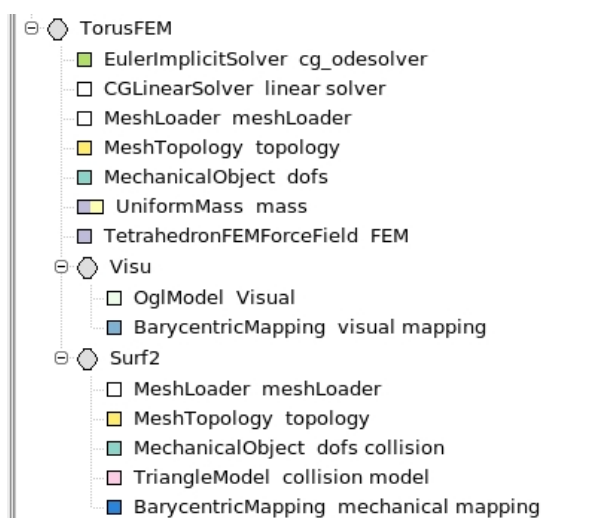 TorusFEM
EulerImplicitSolver cg_odesolver
CGLinearSolver linear solver
MeshLoader meshLoader
MeshTopology topology
MechanicalObject dofs
UniformMass mass
TetrahedronFEMForceField FEM
Visu
OglModel Visual
BarycentricMapping visual mapping
Surf2
MeshLoader meshLoader
MeshTopology topology
MechanicalObject dofs collision
TriangleModel collision model
BarycentricMapping mechanical mapping